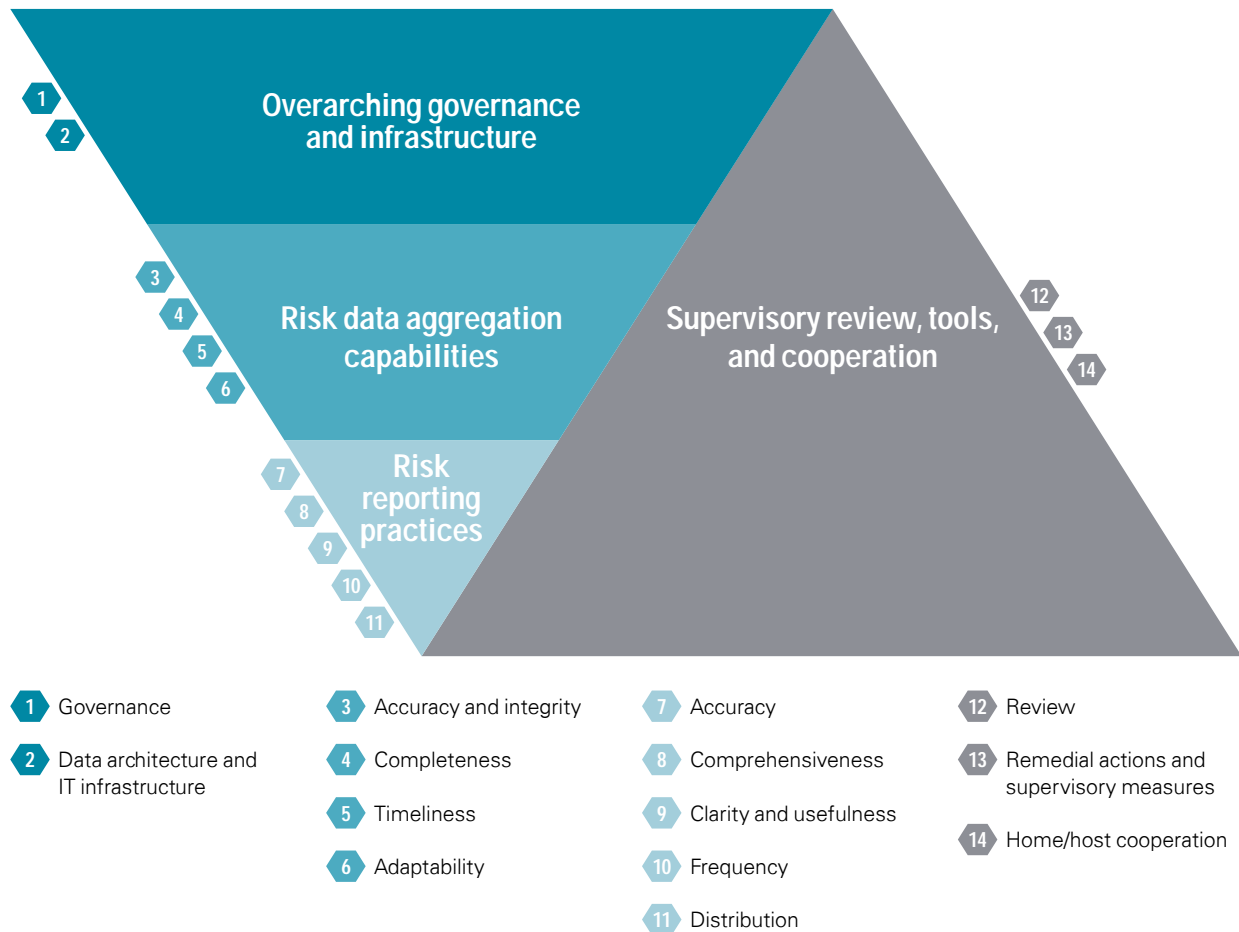 Overarching governance
and infrastructure
1
2
Risk data aggregation
capabilities
3
4
5
6
Supervisory review, tools,
and cooperation
12
13
14
Risk
reporting
practices
7
8
9
10
11
1 Governance
2 Data architecture and
IT infrastructure
3 Accuracy and integrity
4 Completeness
5 Timeliness
6 Adaptability
7 Accuracy
8 Comprehensiveness
9 Clarity and usefulness
10 Frequency
11 Distribution
12 Review
13 Remedial actions and
supervisory measures
14 Home/host cooperation